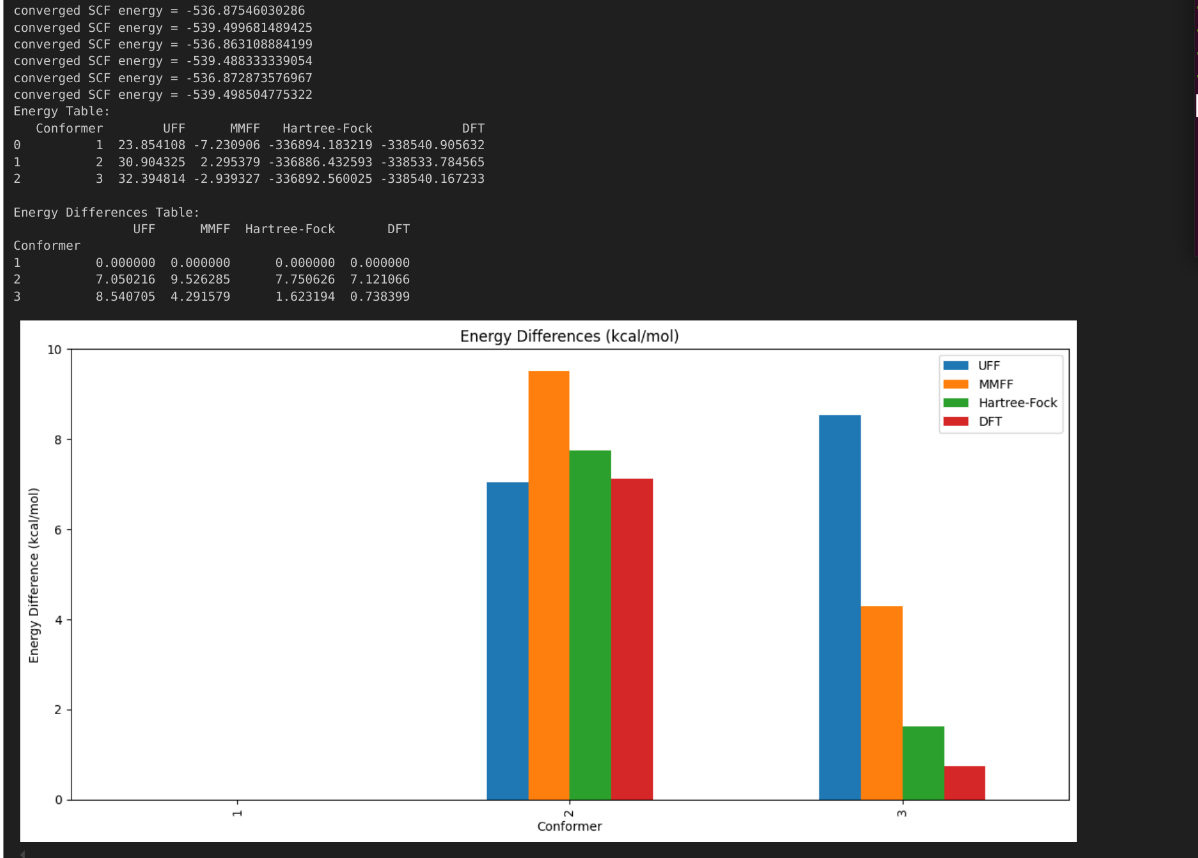 converged SCF energy = -536.87546030286
converged SCF energy = -539.499681489425
converged SCF energy = -536.863108884199
converged SCF energy = -539.488333339054
converged SCF energy = -536.872873576967
converged SCF energy = -539.498504775322
Energy Table:
Conformer UFF MMFF Hartree-Fock DFT
0 1 23.854108 -7.230906 -336894.183219 -338540.905632
1 2 30.904325 2.295379 -336886.432593 -338533.784565
2 3 32.394814 -2.939327 -336892.560025 -338540.167233
Energy Differences Table:
UFF MMFF Hartree-Fock DFT
Conformer
1 0.000000 0.000000 0.000000 0.000000
2 7.050216 9.526285 7.750626 7.121066
3 8.540705 4.291579 1.623194 0.738399
Energy Differences (kcal/mol)
UFF
MMFF
Hartree-Fock
DFT
Energy Difference (kcal/mol)
10
8
6
4
2
0
1 2 3
Conformer